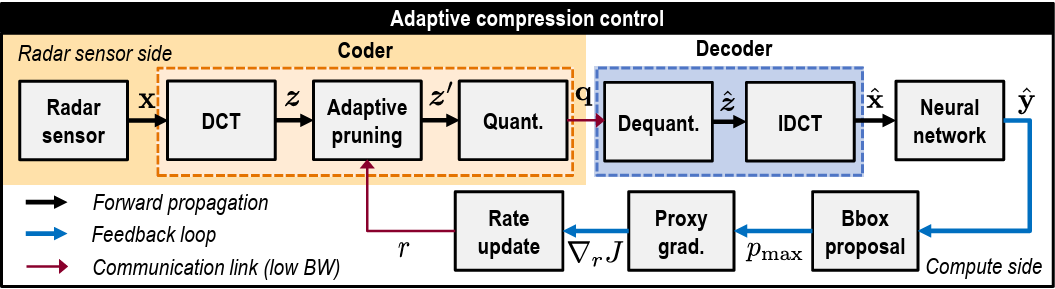 Adaptive compression control
Radar sensor side
Coder
Decoder
Radar
sensor
x
DCT
z
Adaptive
pruning
z′
Quant.
q
Dequant.
ẑ
IDCT
x̂
Neural
network
ŷ
Forward propagation
Feedback loop
Communication link (low BW)
r
Rate
update
∇rJ
Proxy
grad.
pmax
Bbox
proposal
Compute side